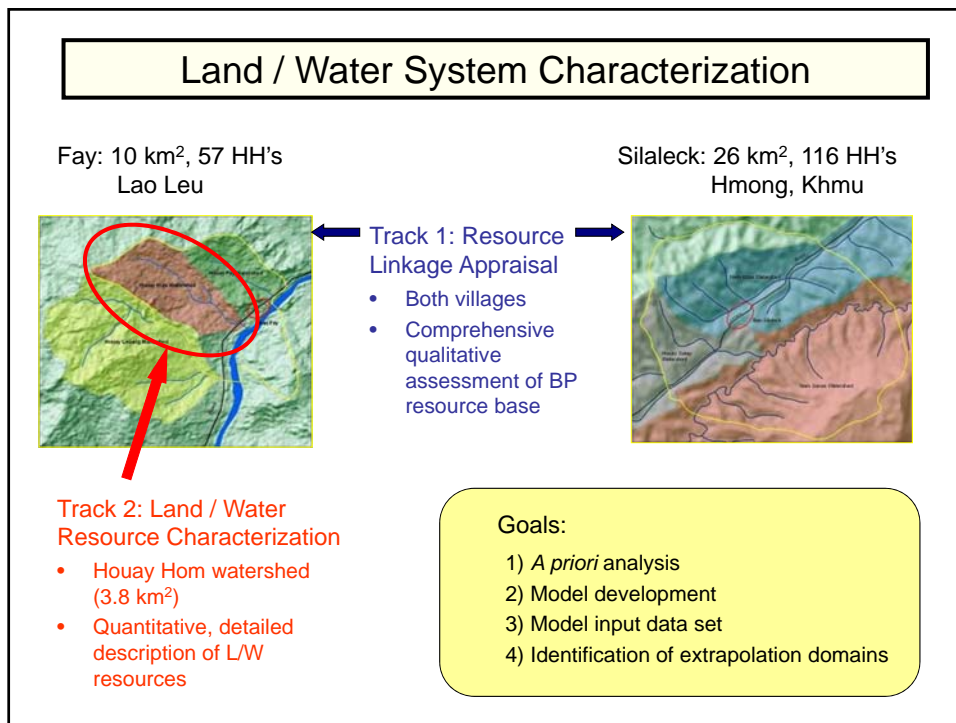 Land / Water System Characterization
Fay: 10 km², 57 HH's
Lao Leu
Silaleck: 26 km², 116 HH's
Hmong, Khmu
Track 1: Resource
Linkage Appraisal
• Both villages
• Comprehensive
qualitative
assessment of BP
resource base
Track 2: Land / Water
Resource Characterization
• Houay Hom watershed
(3.8 km²)
• Quantitative, detailed
description of L/W
resources
Goals:
1) A priori analysis
2) Model development
3) Model input data set
4) Identification of extrapolation domains